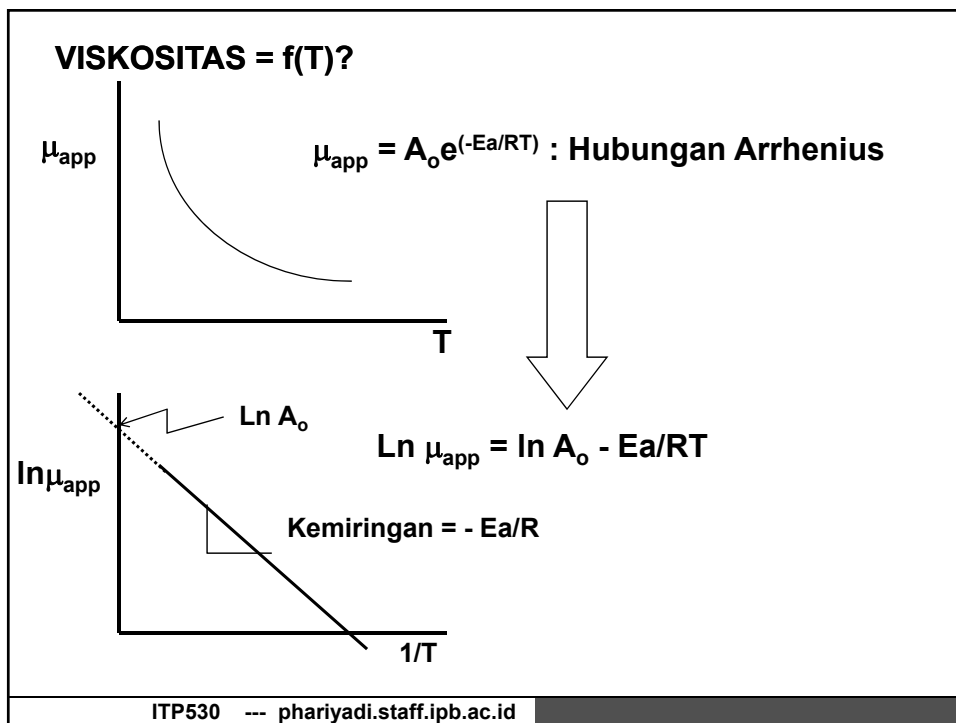 VISKOSITAS = f(T)?
μapp
μapp = Aoe(-Ea/RT) : Hubungan Arrhenius
T
Ln Ao
Ln μapp = ln Ao - Ea/RT
lnμapp
Kemiringan = - Ea/R
1/T
ITP530 --- phariyadi.staff.ipb.ac.id